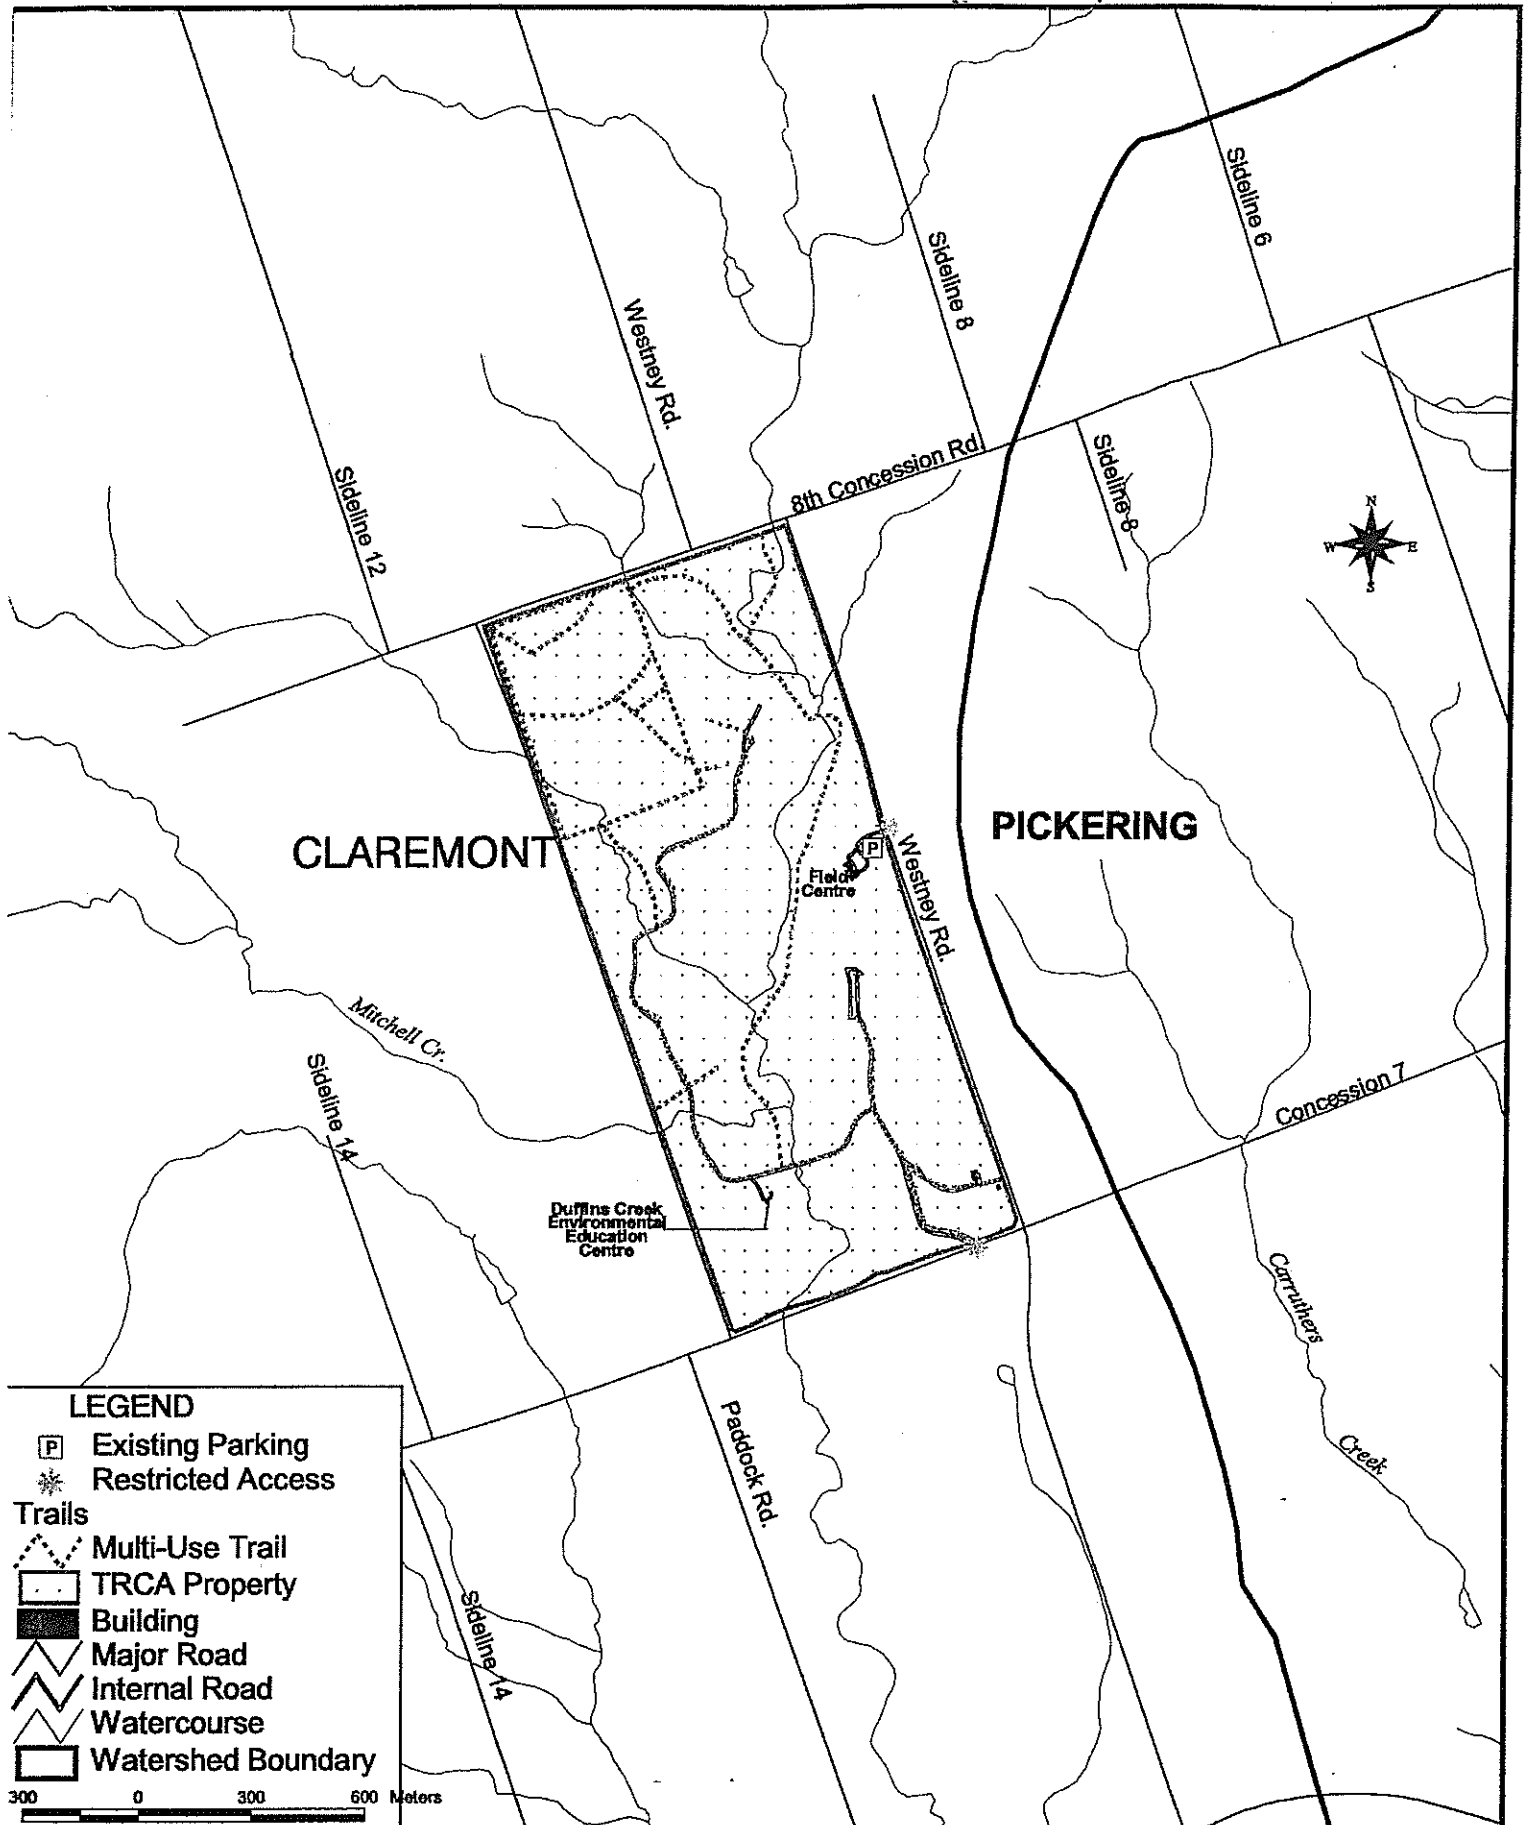 Sideline 6
Sideline 8
Westney Rd.
8th Concession Rd.
Sideline 8
Sideline 12
N
W E
S
CLAREMONT
PICKERING
P
Field
Centre
Westney Rd.
Mitchell Cr.
Sideline 14
Concession 7
Duffins Creek
Environmental
Education
Centre
Carruthers
Creek
Paddock Rd.
Sideline 14
LEGEND
P Existing Parking
Restricted Access
Trails
Multi-Use Trail
TRCA Property
Building
Major Road
Internal Road
Watercourse
Watershed Boundary
300 0 300 600 Meters